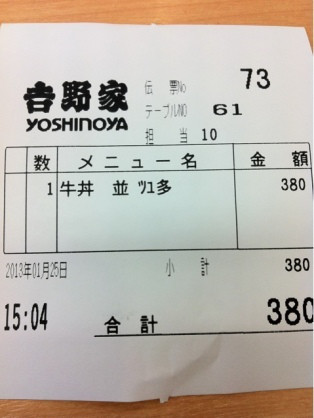 伝票No 73
吉野家
テーブルNO 61
YOSHINOYA
担当 10
数 メニュー名 金額
1 牛丼 並 ﾂﾕ多 380
2013年01月25日 小計 380
15:04 合計 380